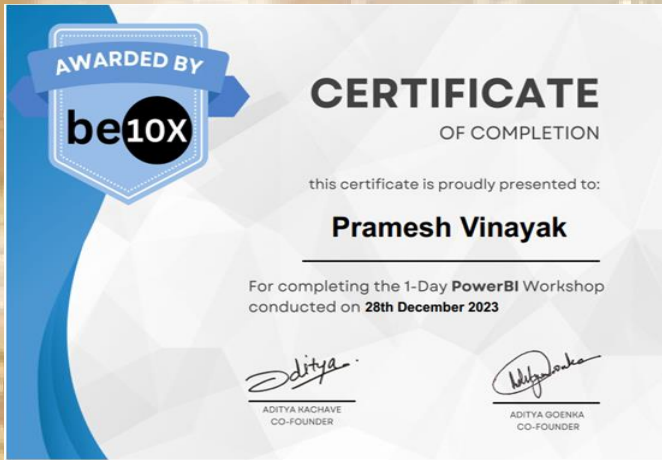 AWARDED BY
be10X
CERTIFICATE
OF COMPLETION
this certificate is proudly presented to:
Pramesh Vinayak
For completing the 1-Day PowerBI Workshop
conducted on 28th December 2023
Aditya
ADITYA KACHAVE
CO-FOUNDER
ADITYA GOENKA
CO-FOUNDER